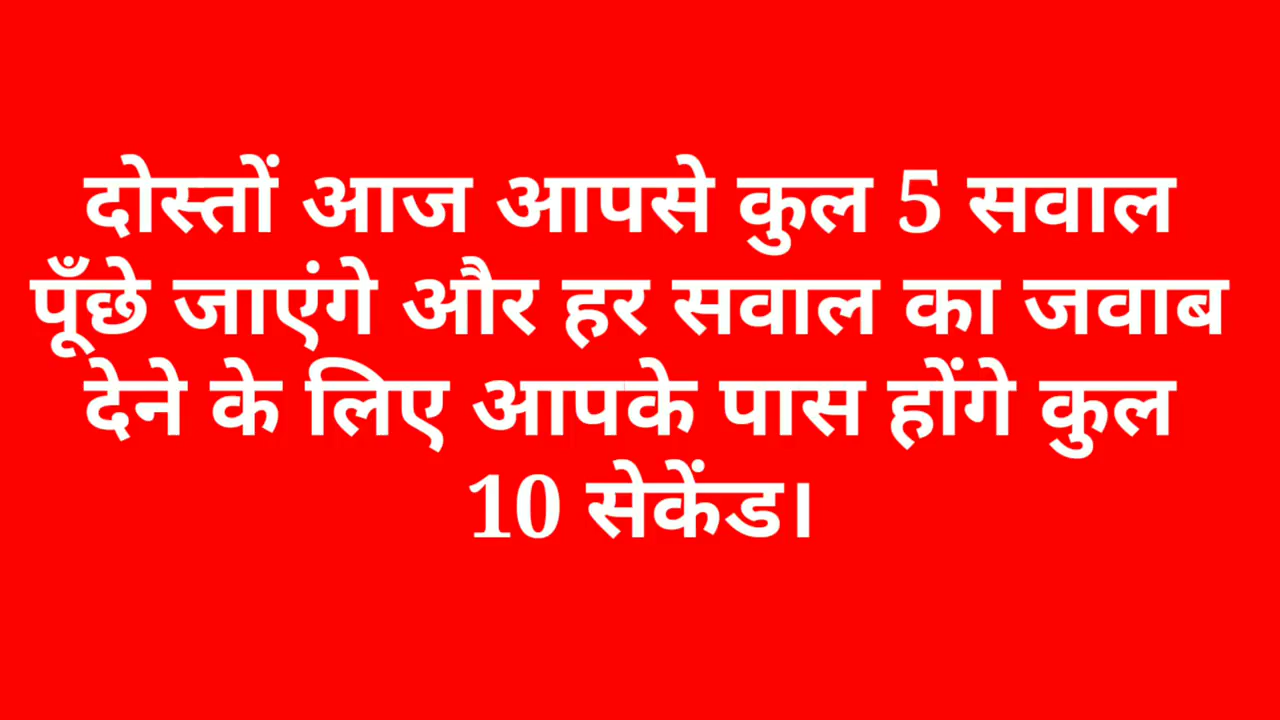 दोस्तों आज आपसे कुल 5 सवाल
पूँछे जाएंगे और हर सवाल का जवाब
देने के लिए आपके पास होंगे कुल
10 सेकेंड।